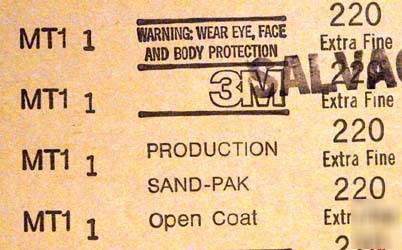 MT1 1
MT1 1
MT1 1
MT1 1
WARNING: WEAR EYE, FACE
AND BODY PROTECTION
3M
PRODUCTION
SAND-PAK
Open Coat
220
Extra Fine
220
Extra Fine
220
Extra Fine
220